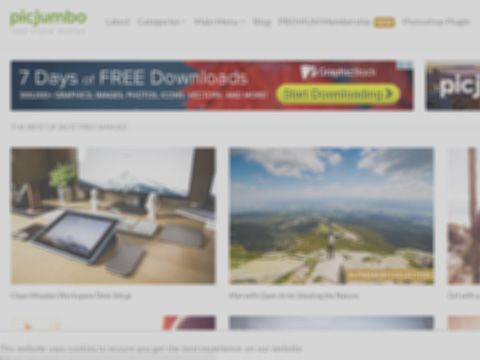 picjumbo
FREE STOCK PHOTOS
Latest Categories Main Menu Blog PREMIUM Membership NEW Photoshop Plugin
7 Days of FREE Downloads
GraphicStock
350,000+ GRAPHICS, IMAGES, PHOTOS, ICONS, VECTORS, AND MORE!
Start Downloading
picj
THE BEST OF BEST FREE IMAGES
Clean Wooden Workspace Desk Setup
Man with Open Arms Saluting the Nature
Girl with
This website uses cookies to ensure you get the best experience on our website